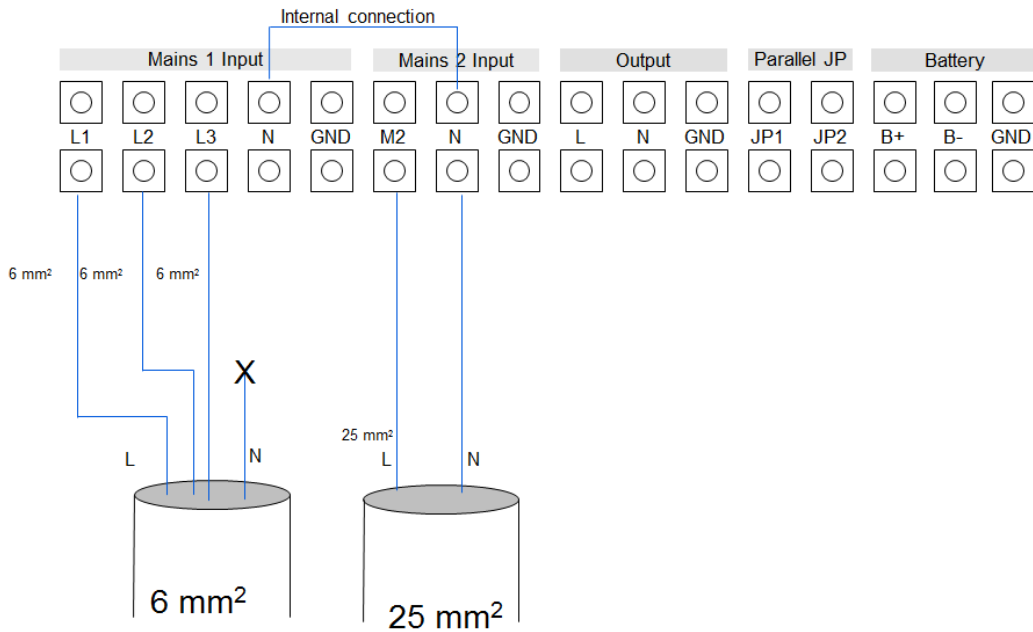 Internal connection
Mains 1 Input Mains 2 Input Output Parallel JP Battery
L1 L2 L3 N GND M2 N GND L N GND JP1 JP2 B+ B- GND
6 mm² 6 mm² 6 mm²
X
25 mm²
L N L N
6 mm²
25 mm²